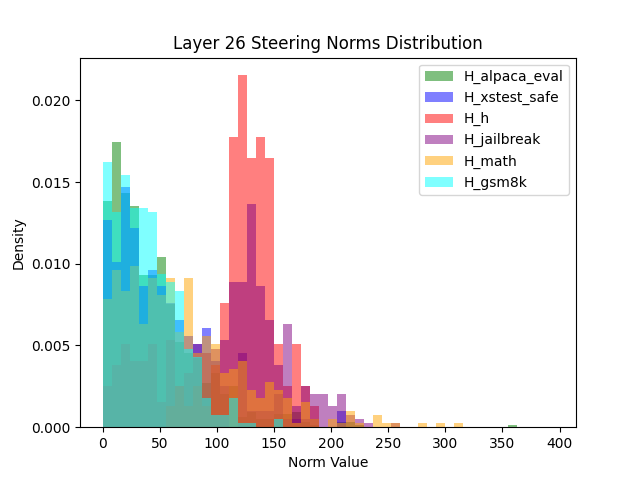 Layer 26 Steering Norms Distribution
H_alpaca_eval
H_xstest_safe
H_h
H_jailbreak
H_math
H_gsm8k
0.020
0.015
0.010
0.005
0.000
Density
0 50 100 150 200 250 300 350 400
Norm Value